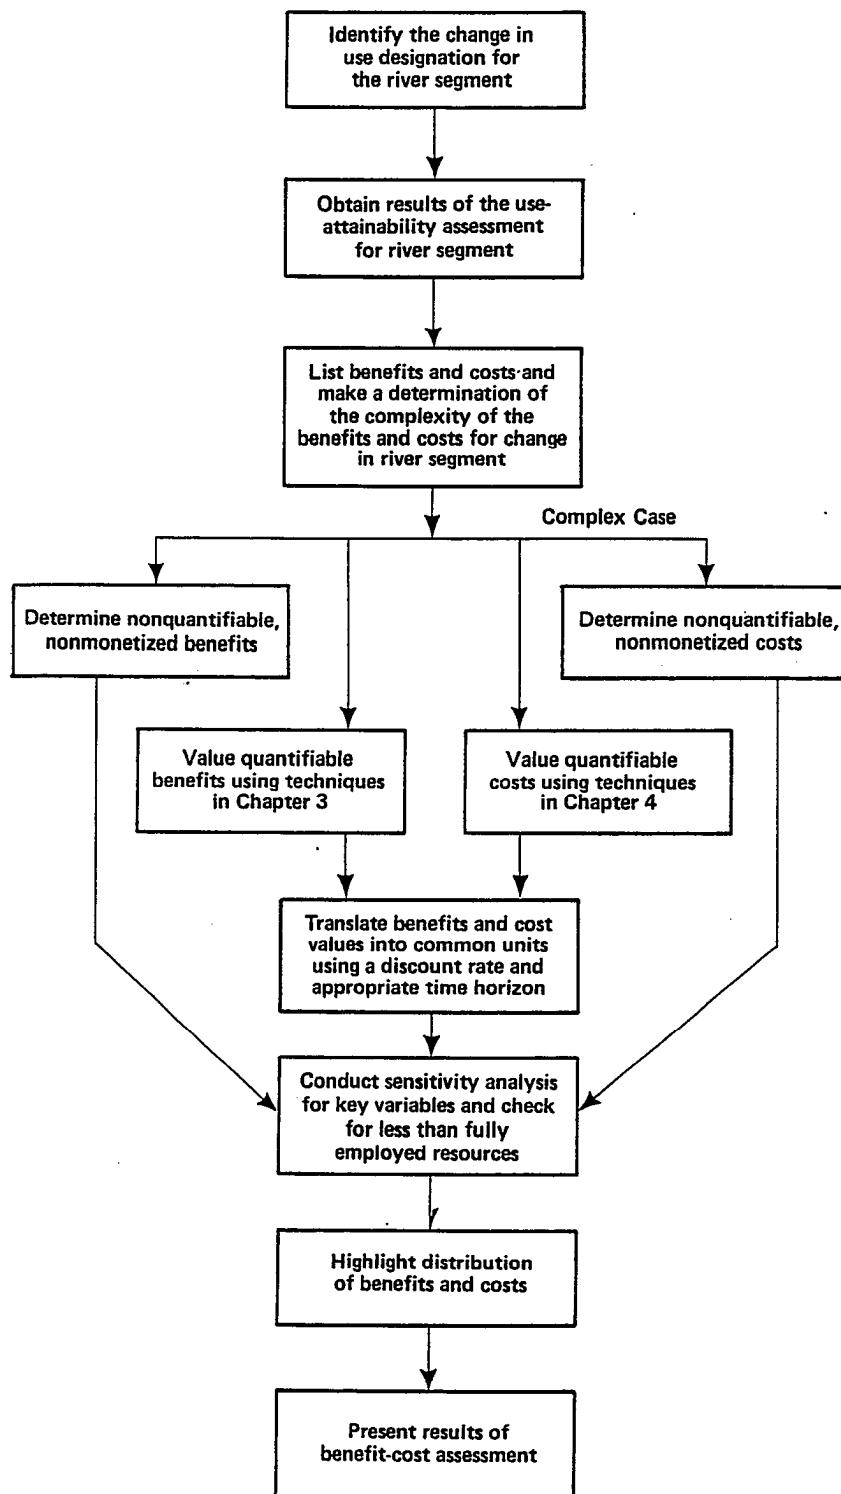 Identify the change in
use designation for
the river segment
Obtain results of the use-
attainability assessment
for river segment
List benefits and costs and
make a determination of
the complexity of the
benefits and costs for change
in river segment
Complex Case
Determine nonquantifiable,
nonmonetized benefits
Determine nonquantifiable,
nonmonetized costs
Value quantifiable
benefits using techniques
in Chapter 3
Value quantifiable
costs using techniques
in Chapter 4
Translate benefits and cost
values into common units
using a discount rate and
appropriate time horizon
Conduct sensitivity analysis
for key variables and check
for less than fully
employed resources
Highlight distribution
of benefits and costs
Present results of
benefit-cost assessment